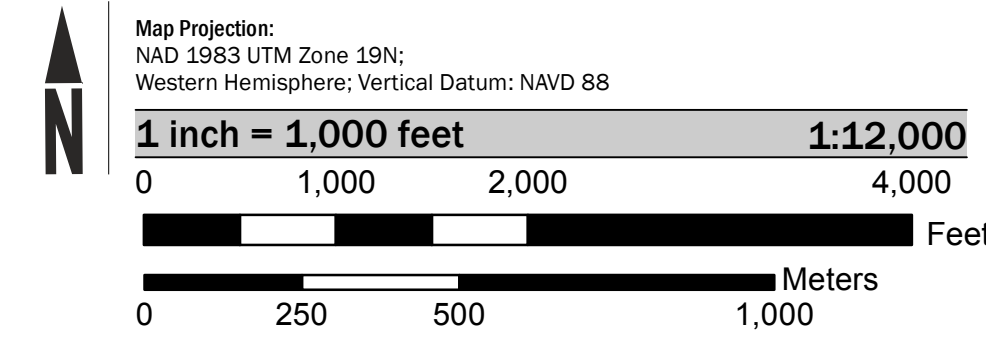 N
Map Projection:
NAD 1983 UTM Zone 19N;
Western Hemisphere; Vertical Datum: NAVD 88
1 inch = 1,000 feet 1:12,000
0 1,000 2,000 4,000
Feet
Meters
0 250 500 1,000